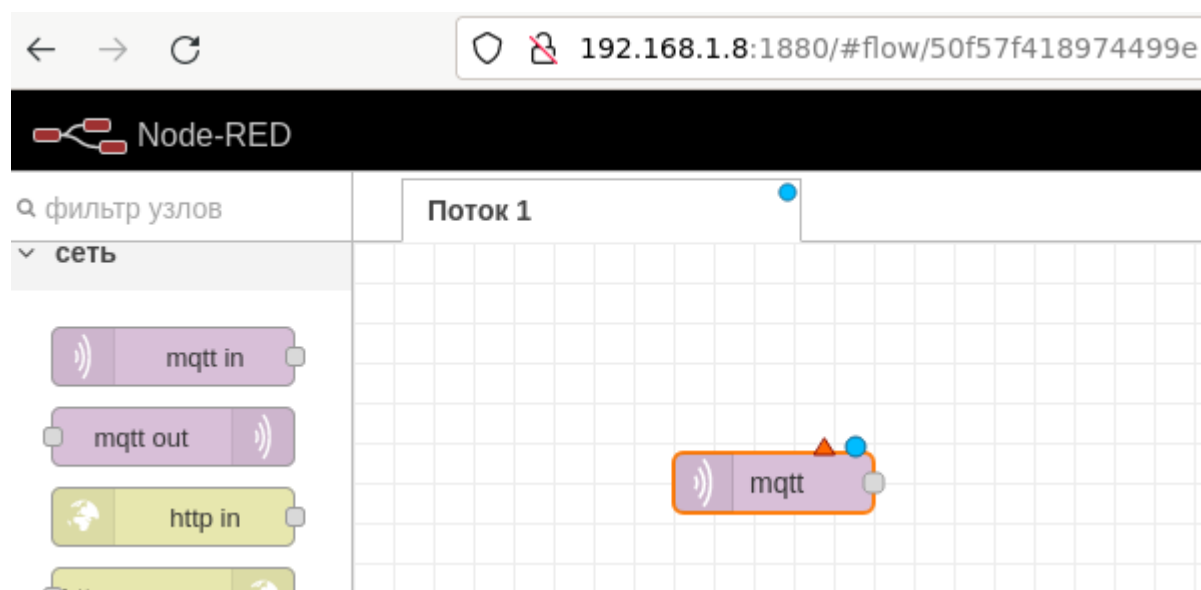 192.168.1.8:1880/#flow/50f57f418974499e
Node-RED
фильтр узлов
Поток 1
сеть
mqtt in
mqtt out
http in
mqtt